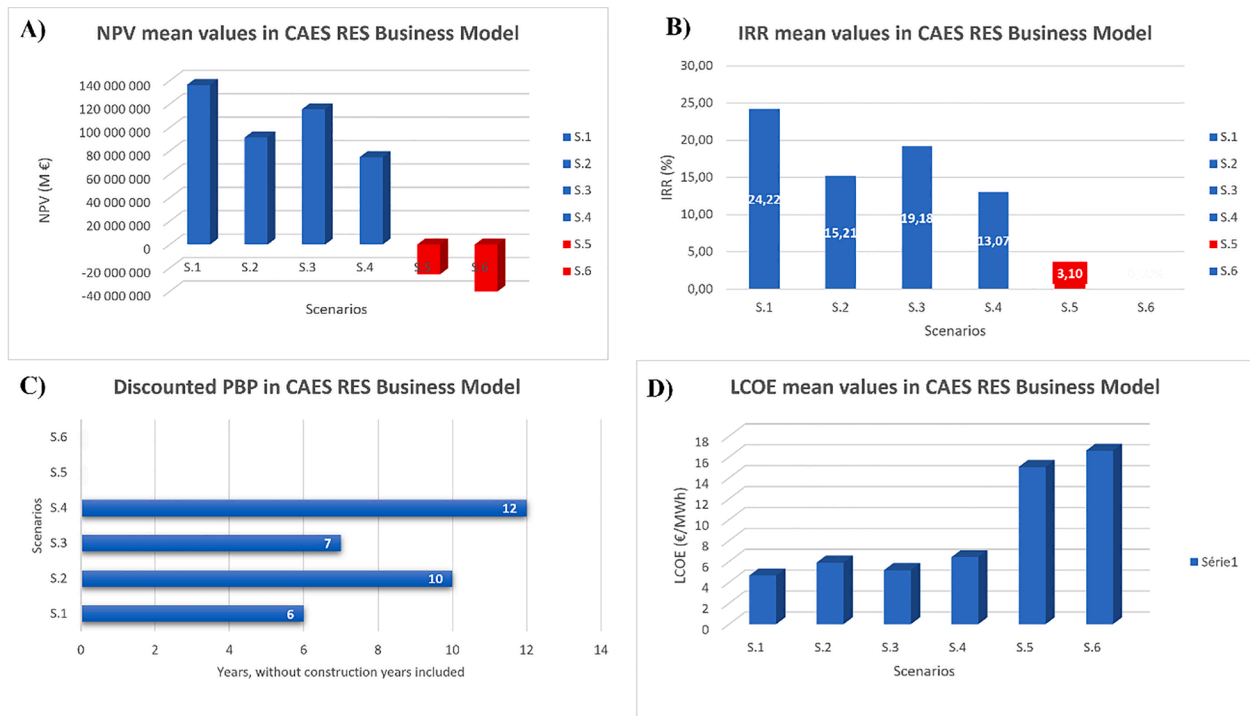 A)
NPV mean values in CAES RES Business Model
140 000 000
120 000 000
100 000 000
80 000 000
60 000 000
40 000 000
20 000 000
0
-20 000 000
-40 000 000
NPV (M €)
S.1
S.2
S.3
S.4
S.5
S.6
Scenarios
S.1
S.2
S.3
S.4
S.5
S.6
B)
IRR mean values in CAES RES Business Model
30,00
25,00
20,00
15,00
10,00
5,00
0,00
IRR (%)
24,22
15,21
19,18
13,07
3,10
S.1
S.2
S.3
S.4
S.5
S.6
Scenarios
S.1
S.2
S.3
S.4
S.5
S.6
C)
Discounted PBP in CAES RES Business Model
Scenarios
S.6
S.5
S.4
12
S.3
7
S.2
10
S.1
6
0
2
4
6
8
10
12
14
Years, without construction years included
D)
LCOE mean values in CAES RES Business Model
18
16
14
12
10
8
6
4
2
0
LCOE (€/MWh)
S.1
S.2
S.3
S.4
S.5
S.6
Scenarios
Série1